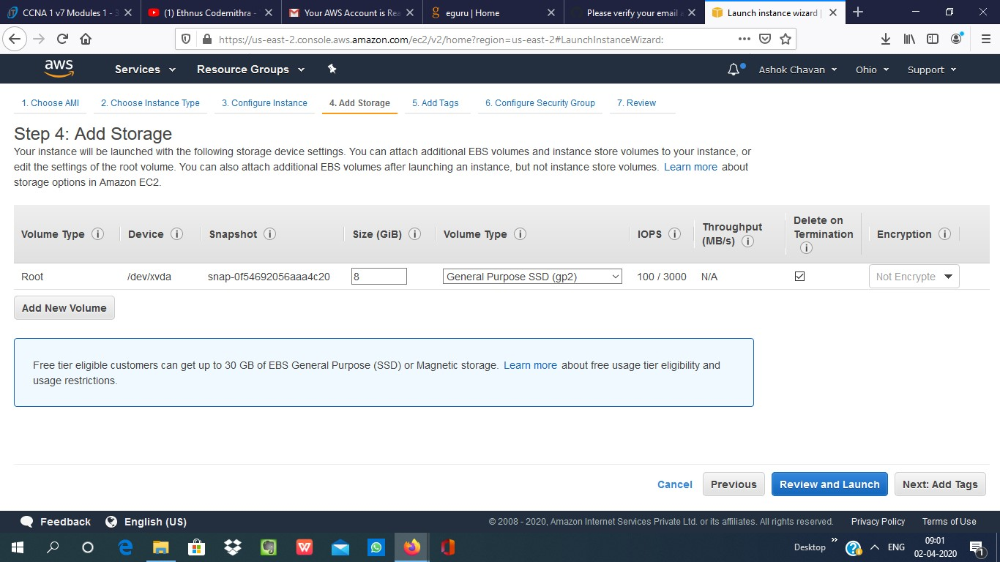 CCNA 1 v7 Modules 1 - 3
(1) Ethnus Codemithra -
Your AWS Account is Rea
eguru | Home
Please verify your email a
Launch instance wizard |
https://us-east-2.console.aws.amazon.com/ec2/v2/home?region=us-east-2#LaunchInstanceWizard:
aws
Services
Resource Groups
Ashok Chavan
Ohio
Support
1. Choose AMI
2. Choose Instance Type
3. Configure Instance
4. Add Storage
5. Add Tags
6. Configure Security Group
7. Review
Step 4: Add Storage
Your instance will be launched with the following storage device settings. You can attach additional EBS volumes and instance store volumes to your instance, or
edit the settings of the root volume. You can also attach additional EBS volumes after launching an instance, but not instance store volumes. Learn more about
storage options in Amazon EC2.
Volume Type
Device
Snapshot
Size (GiB)
Volume Type
IOPS
Throughput
(MB/s)
Delete on
Termination
Encryption
Root
/dev/xvda
snap-0f54692056aaa4c20
8
General Purpose SSD (gp2)
100 / 3000
N/A
Not Encrypte
Add New Volume
Free tier eligible customers can get up to 30 GB of EBS General Purpose (SSD) or Magnetic storage. Learn more about free usage tier eligibility and
usage restrictions.
Cancel
Previous
Review and Launch
Next: Add Tags
Feedback
English (US)
© 2008 - 2020, Amazon Internet Services Private Ltd. or its affiliates. All rights reserved.
Privacy Policy
Terms of Use
Desktop
ENG
09:01
02-04-2020
1